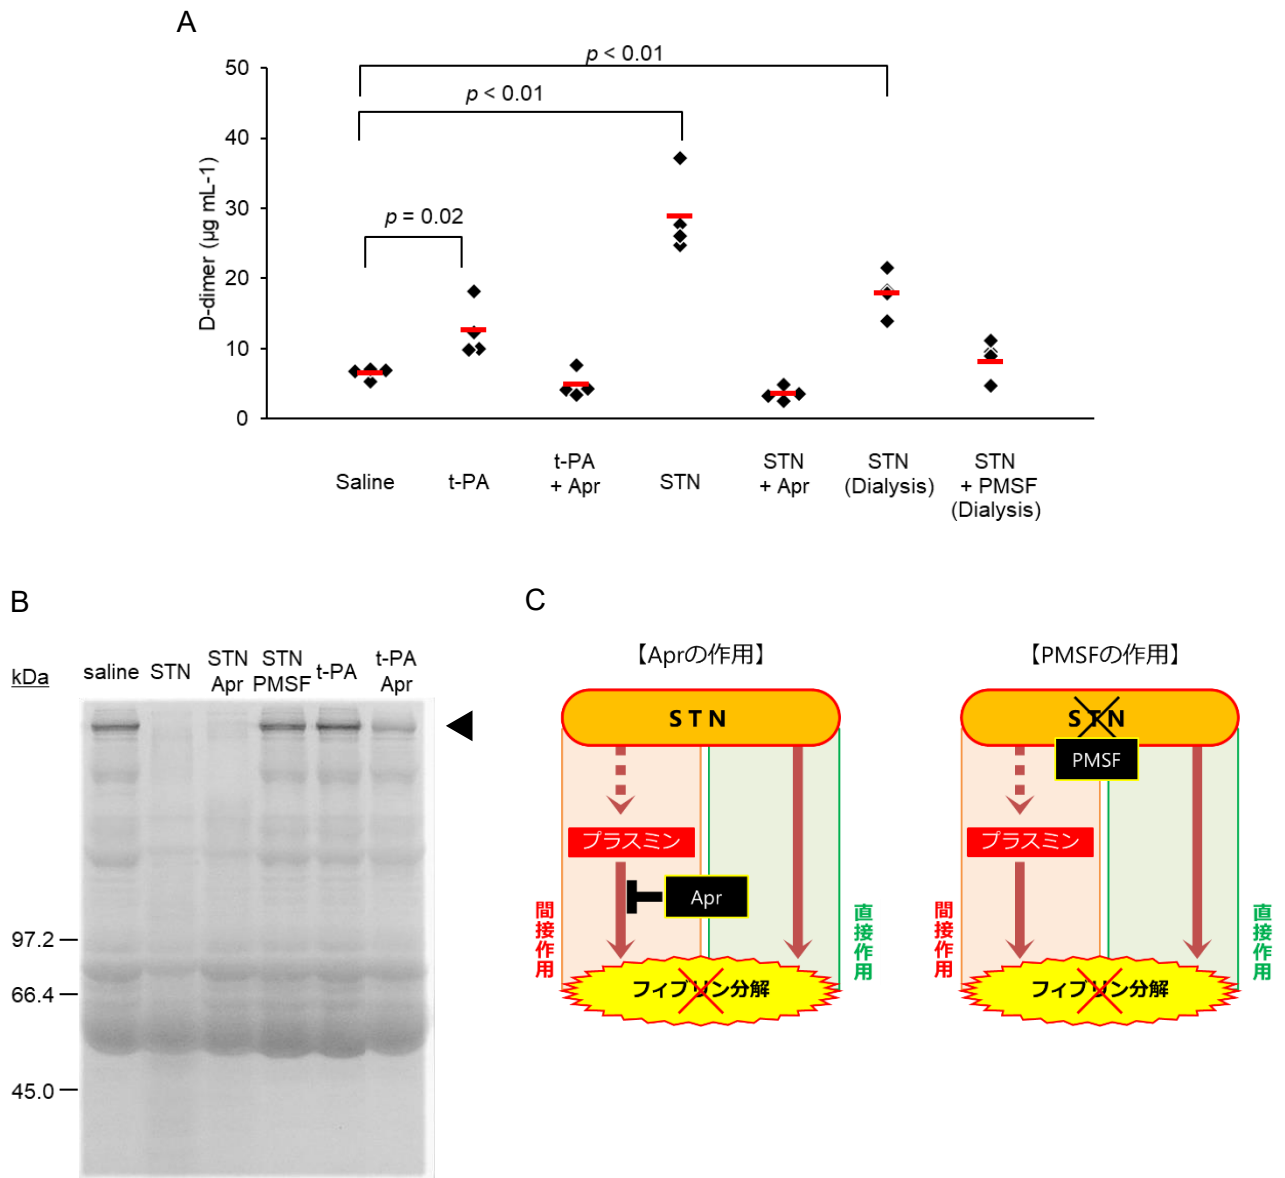 A
p < 0.01
50
p < 0.01
40
30
p = 0.02
20
10
0
D-dimer (µg mL-1)
Saline
t-PA
t-PA
+ Apr
STN
STN
+ Apr
STN
(Dialysis)
STN
+ PMSF
(Dialysis)
B
kDa
saline
STN
STN
Apr
STN
PMSF
t-PA
t-PA
Apr
97.2
66.4
45.0
C
【Aprの作用】
STN
プラスミン
Apr
間接作用
直接作用
フィブリン分解
【PMSFの作用】
STN
PMSF
プラスミン
間接作用
直接作用
フィブリン分解